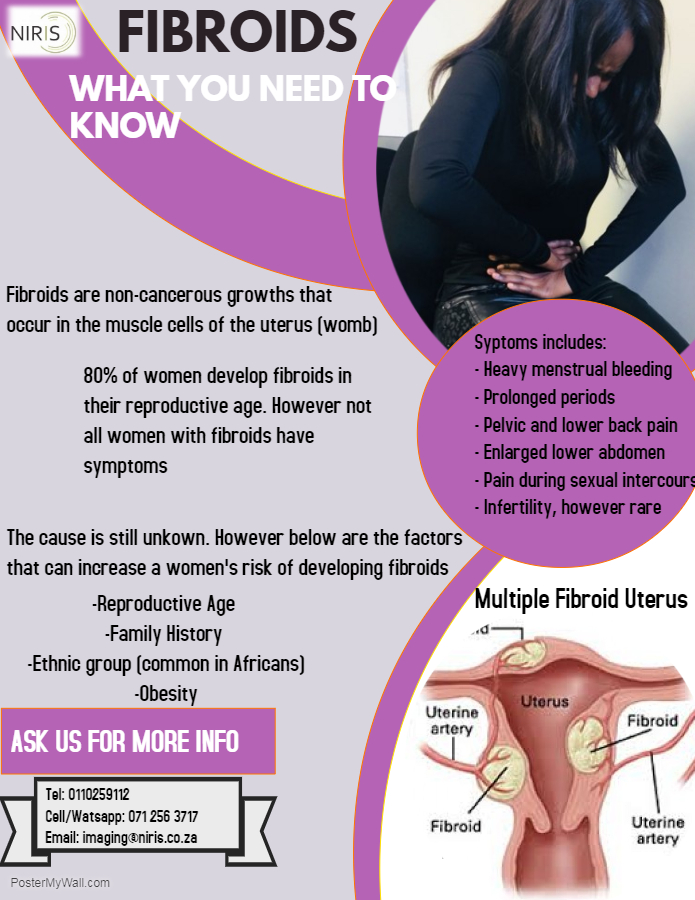 NIRIS
FIBROIDS
WHAT YOU NEED TO
KNOW
Fibroids are non-cancerous growths that
occur in the muscle cells of the uterus (womb)
80% of women develop fibroids in
their reproductive age. However not
all women with fibroids have
symptoms
Syptoms includes:
- Heavy menstrual bleeding
- Prolonged periods
- Pelvic and lower back pain
- Enlarged lower abdomen
- Pain during sexual intercours
- Infertility, however rare
The cause is still unkown. However below are the factors
that can increase a women's risk of developing fibroids
-Reproductive Age
-Family History
-Ethnic group (common in Africans)
-Obesity
Multiple Fibroid Uterus
Uterus
Uterine
artery
Fibroid
Fibroid
Uterine
artery
ASK US FOR MORE INFO
Tel: 0110259112
Cell/Watsapp: 071 256 3717
Email: imaging@niris.co.za
PosterMyWall.com